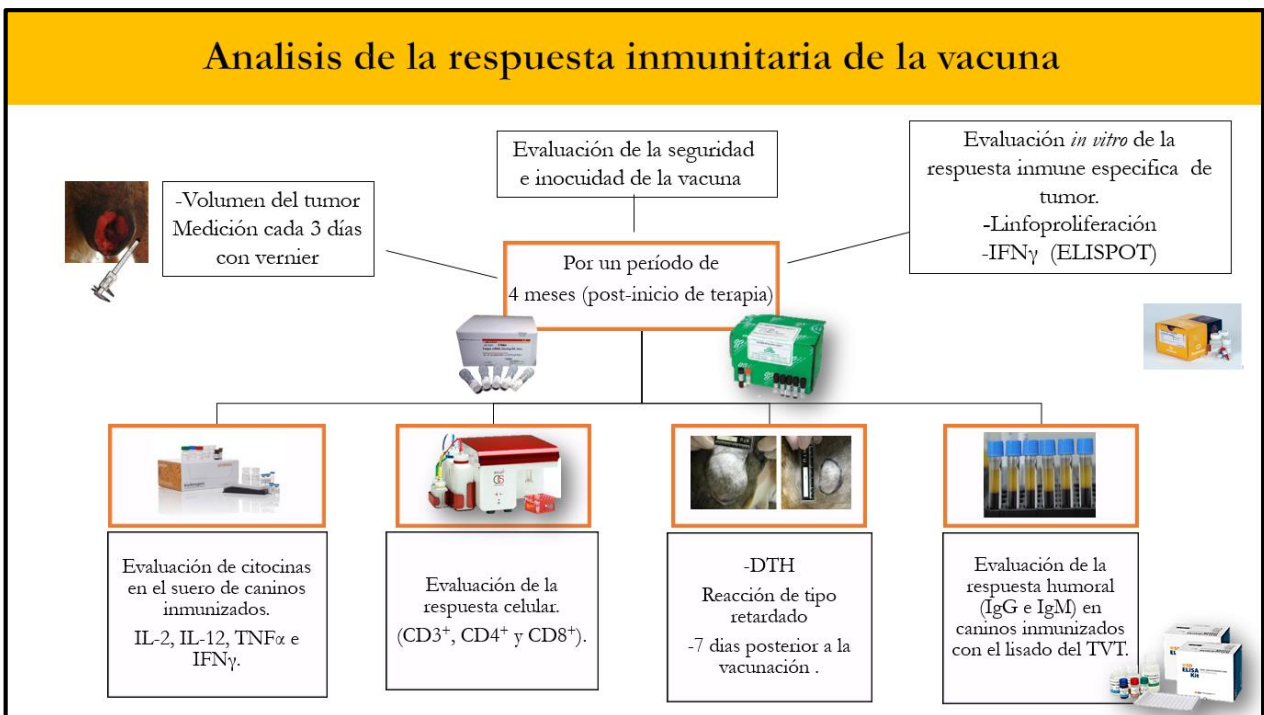 Analisis de la respuesta inmunitaria de la vacuna
-Volumen del tumor
Medición cada 3 días
con vernier
Evaluación de la seguridad
e inocuidad de la vacuna
Evaluación in vitro de la
respuesta inmune especifica de
tumor.
-Linfoproliferación
-IFNγ (ELISPOT)
Por un período de
4 meses (post-inicio de terapia)
Evaluación de citocinas
en el suero de caninos
inmunizados.
IL-2, IL-12, TNFα e
IFNγ.
Evaluación de la
respuesta celular.
(CD3⁺, CD4⁺ y CD8⁺).
-DTH
Reacción de tipo
retardado
-7 dias posterior a la
vacunación .
Evaluación de la
respuesta humoral
(IgG e IgM) en
caninos inmunizados
con el lisado del TVT.
ELISA
Kit